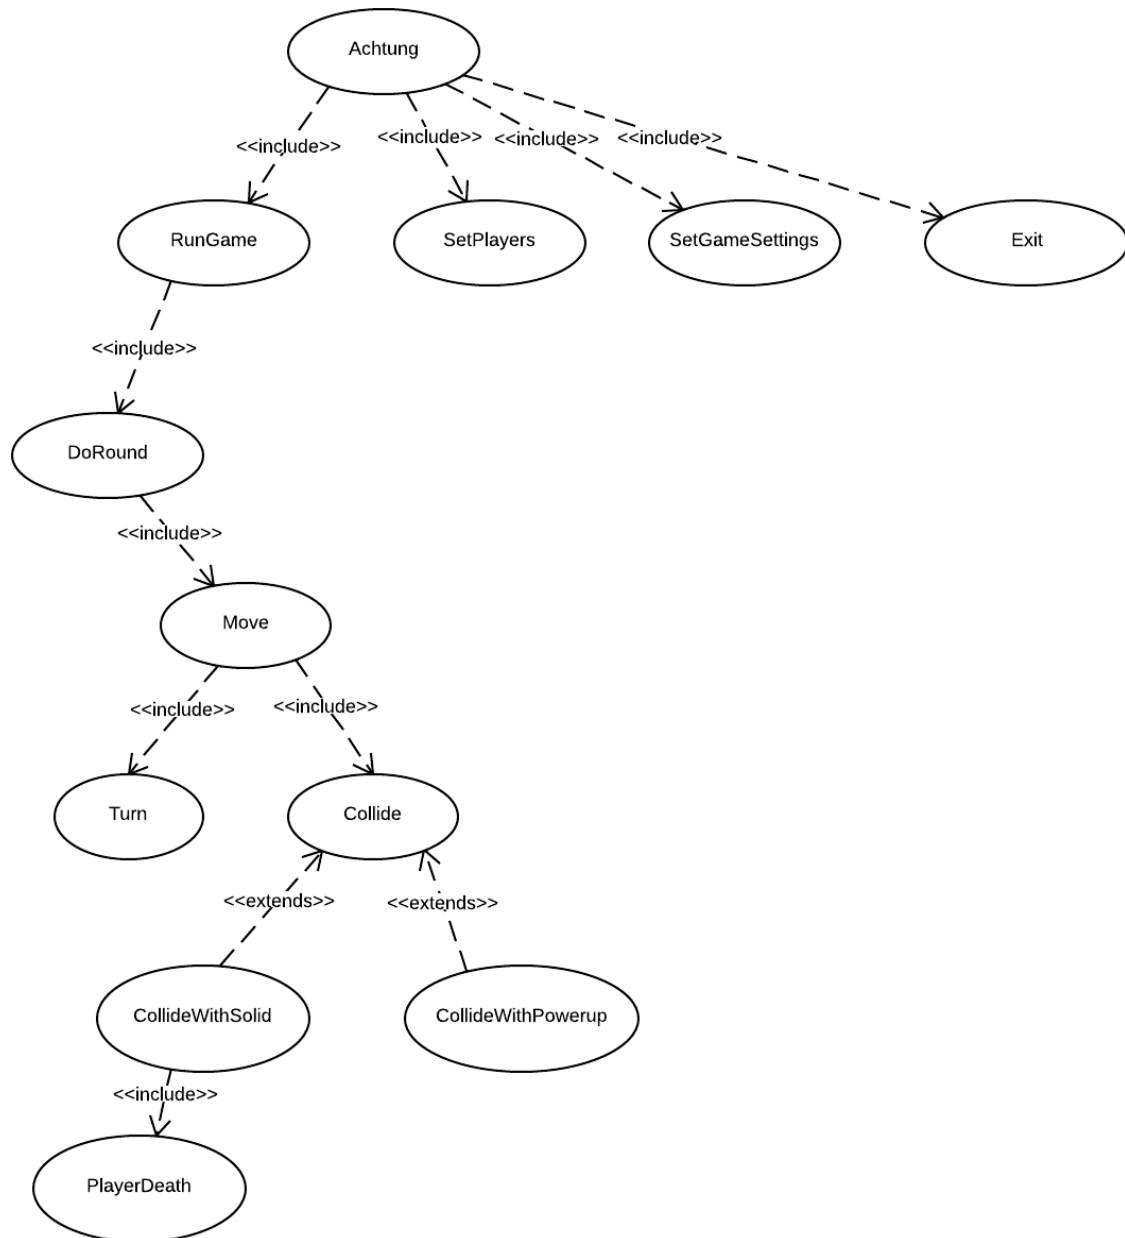 Achtung
<<include>>
<<include>>
<<include>>
<<include>>
RunGame
SetPlayers
SetGameSettings
Exit
<<include>>
DoRound
<<include>>
Move
<<include>>
<<include>>
Turn
Collide
<<extends>>
<<extends>>
CollideWithSolid
CollideWithPowerup
<<include>>
PlayerDeath